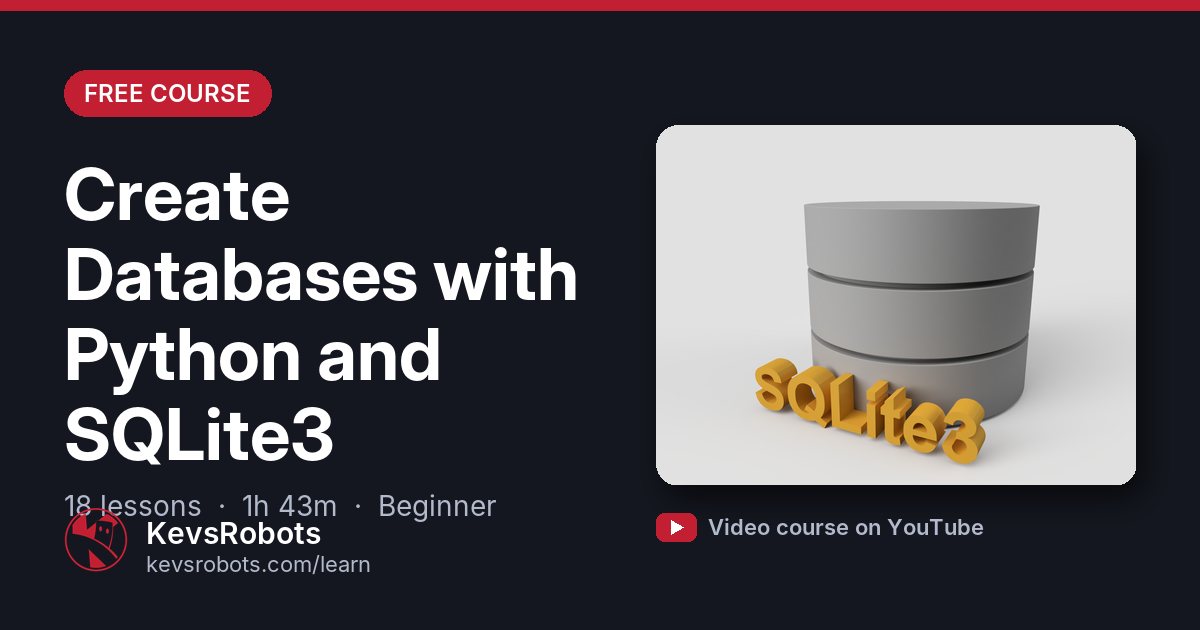 FREE COURSE
Create
Databases with
Python and
SQLite3
18 lessons · 1h 43m · Beginner
KevsRobots
kevsrobots.com/learn
SQLite3
Video course on YouTube